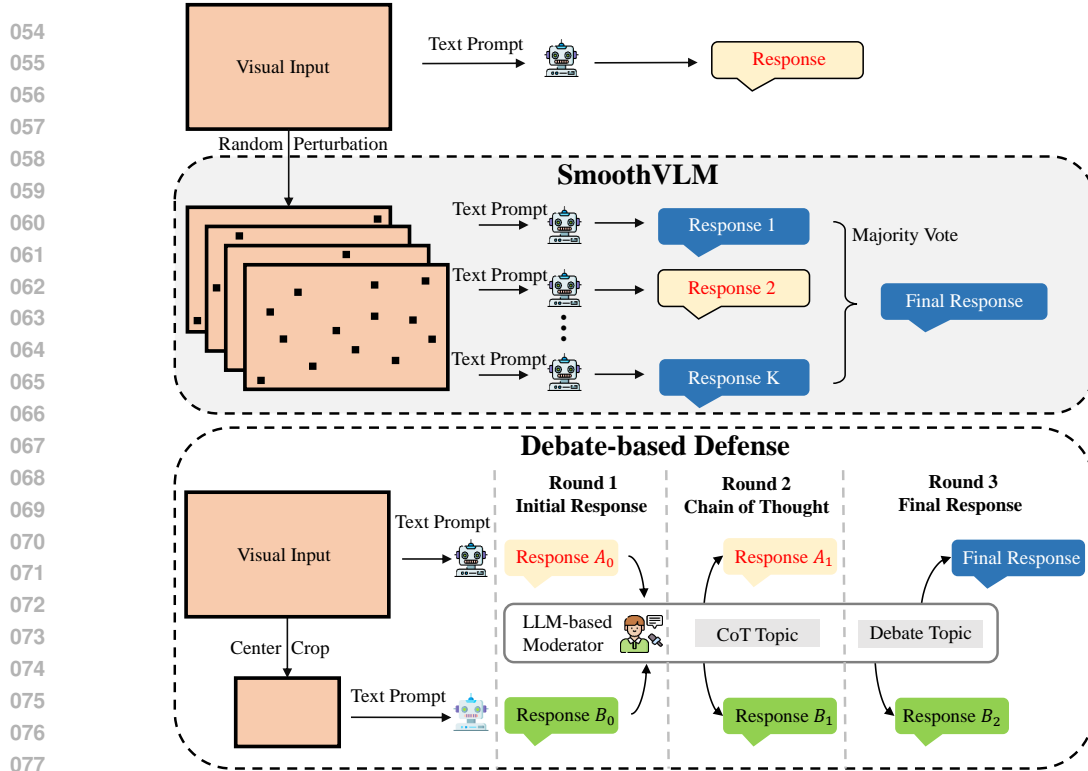 054
055
056
057
058
059
060
061
062
063
064
065
066
067
068
069
070
071
072
073
074
075
076
077
Visual Input
Text Prompt
Response
Random Perturbation
SmoothVLM
Text Prompt
Response 1
Text Prompt
Response 2
Text Prompt
Response K
Majority Vote
Final Response
Debate-based Defense
Round 1
Initial Response
Round 2
Chain of Thought
Round 3
Final Response
Visual Input
Text Prompt
Response A₀
Response A₁
Final Response
LLM-based
Moderator
CoT Topic
Debate Topic
Center Crop
Text Prompt
Response B₀
Response B₁
Response B₂